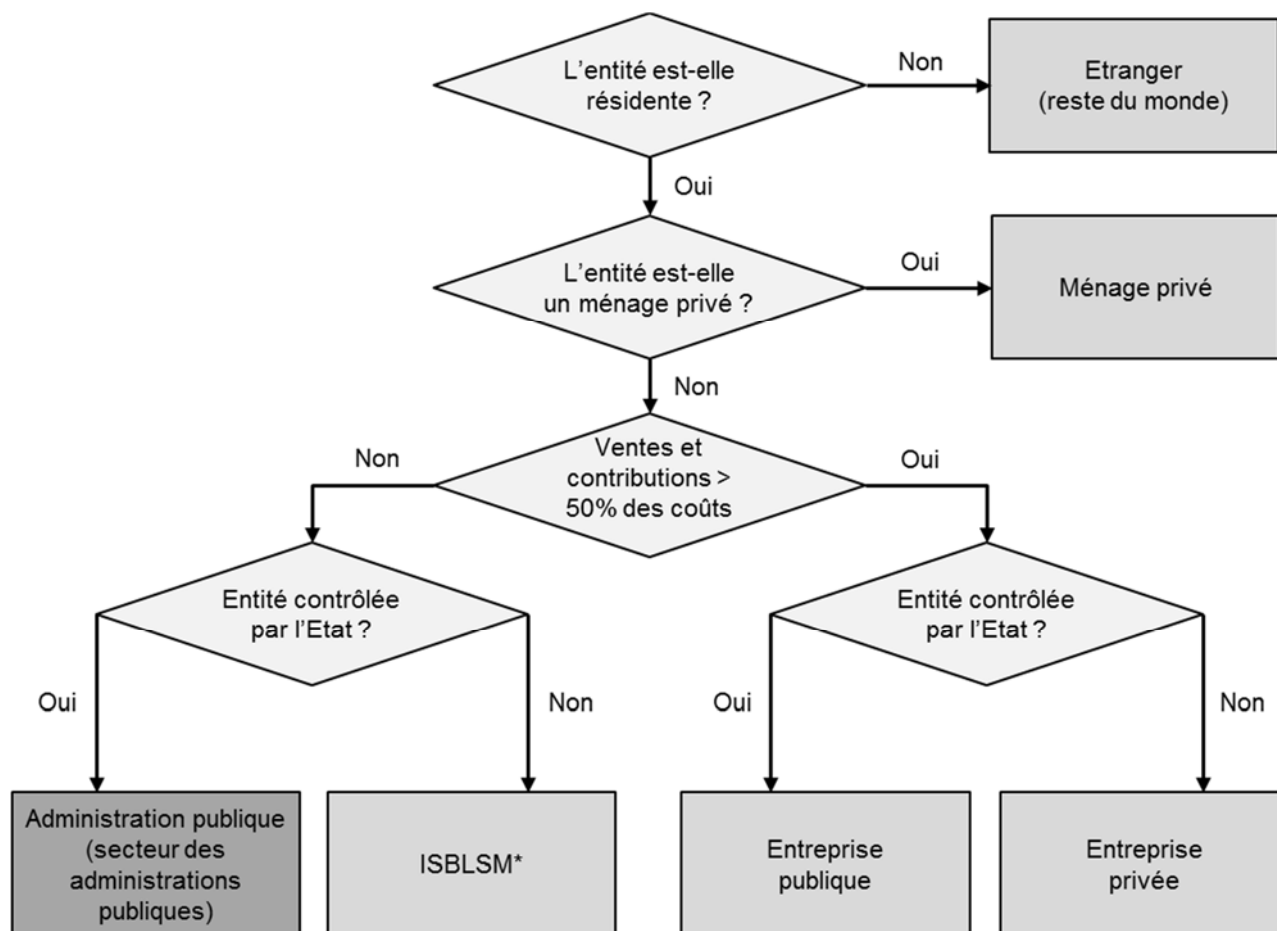 L’entité est-elle
résidente ?
Non
Etranger
(reste du monde)
Oui
L’entité est-elle
un ménage privé ?
Oui
Ménage privé
Non
Ventes et
contributions >
50% des coûts
Non
Oui
Entité contrôlée
par l’Etat ?
Entité contrôlée
par l’Etat ?
Oui
Non
Oui
Non
Administration publique
(secteur des
administrations
publiques)
ISBLSM*
Entreprise
publique
Entreprise
privée